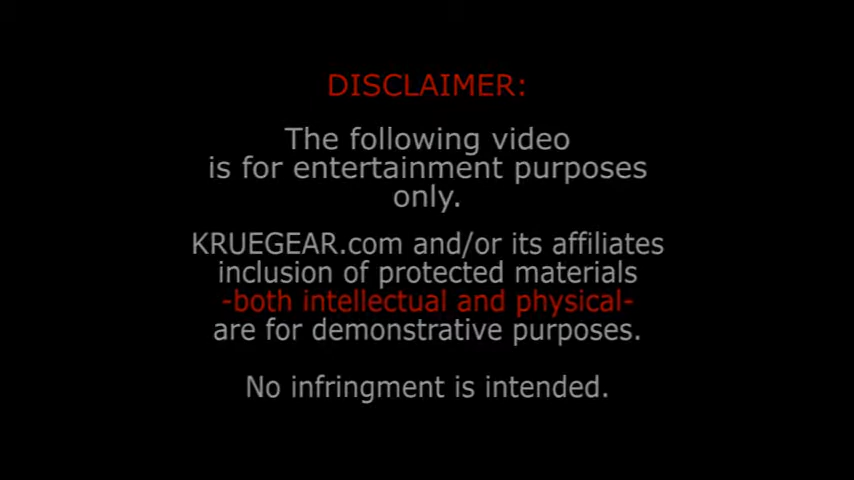 DISCLAIMER:
The following video
is for entertainment purposes
only.
KRUEGEAR.com and/or its affiliates
inclusion of protected materials
-both intellectual and physical-
are for demonstrative purposes.
No infringment is intended.